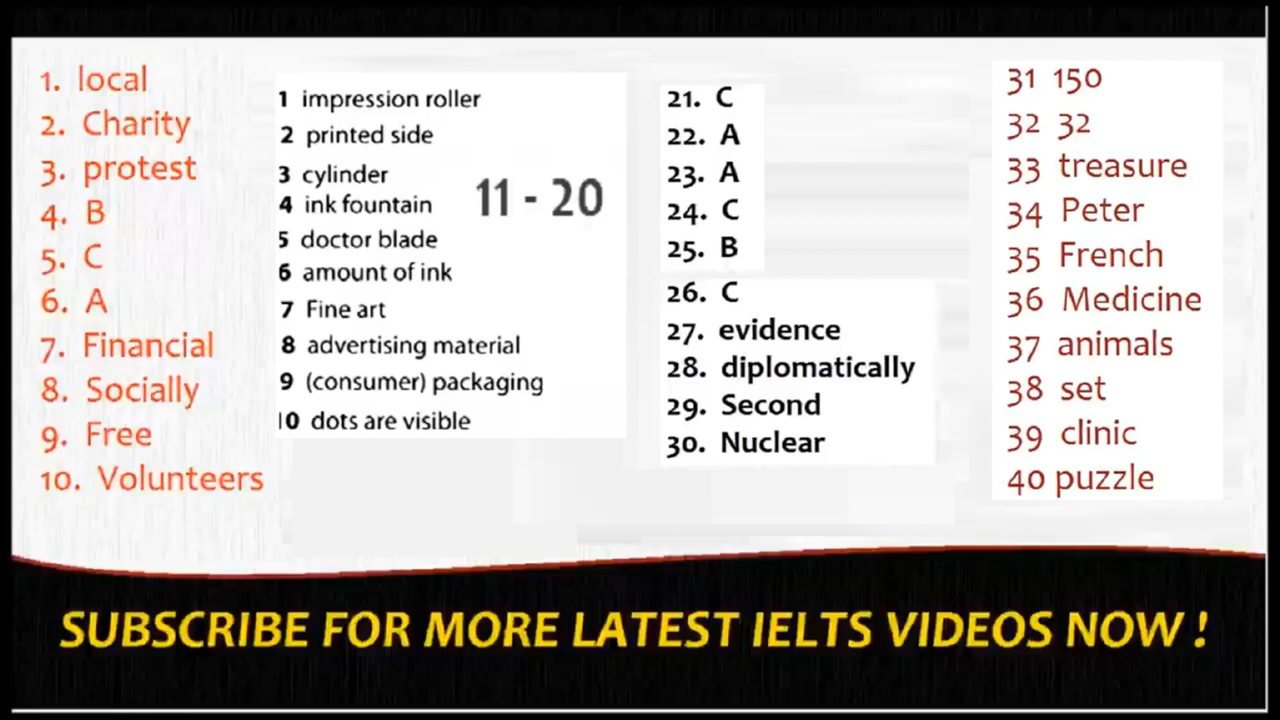 1. local
2. Charity
3. protest
4. B
5. C
6. A
7. Financial
8. Socially
9. Free
10. Volunteers
1 impression roller
2 printed side
3 cylinder
4 ink fountain
11 - 20
5 doctor blade
6 amount of ink
7 Fine art
8 advertising material
9 (consumer) packaging
10 dots are visible
21. C
22. A
23. A
24. C
25. B
26. C
27. evidence
28. diplomatically
29. Second
30. Nuclear
31 150
32 32
33 treasure
34 Peter
35 French
36 Medicine
37 animals
38 set
39 clinic
40 puzzle
SUBSCRIBE FOR MORE LATEST IELTS VIDEOS NOW !